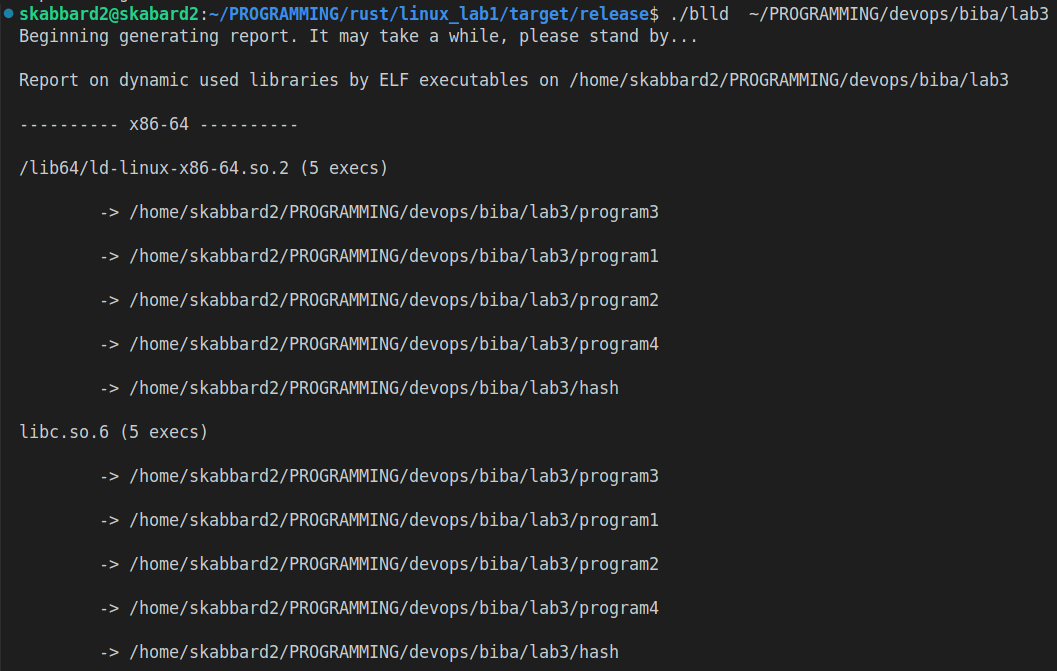 skabbard2@skabard2:~/PROGRAMMING/rust/linux_lab1/target/release$ ./blld  ~/PROGRAMMING/devops/biba/lab3
Beginning generating report. It may take a while, please stand by...
Report on dynamic used libraries by ELF executables on /home/skabbard2/PROGRAMMING/devops/biba/lab3
---------- x86-64 ----------
/lib64/ld-linux-x86-64.so.2 (5 execs)
-> /home/skabbard2/PROGRAMMING/devops/biba/lab3/program3
-> /home/skabbard2/PROGRAMMING/devops/biba/lab3/program1
-> /home/skabbard2/PROGRAMMING/devops/biba/lab3/program2
-> /home/skabbard2/PROGRAMMING/devops/biba/lab3/program4
-> /home/skabbard2/PROGRAMMING/devops/biba/lab3/hash
libc.so.6 (5 execs)
-> /home/skabbard2/PROGRAMMING/devops/biba/lab3/program3
-> /home/skabbard2/PROGRAMMING/devops/biba/lab3/program1
-> /home/skabbard2/PROGRAMMING/devops/biba/lab3/program2
-> /home/skabbard2/PROGRAMMING/devops/biba/lab3/program4
-> /home/skabbard2/PROGRAMMING/devops/biba/lab3/hash